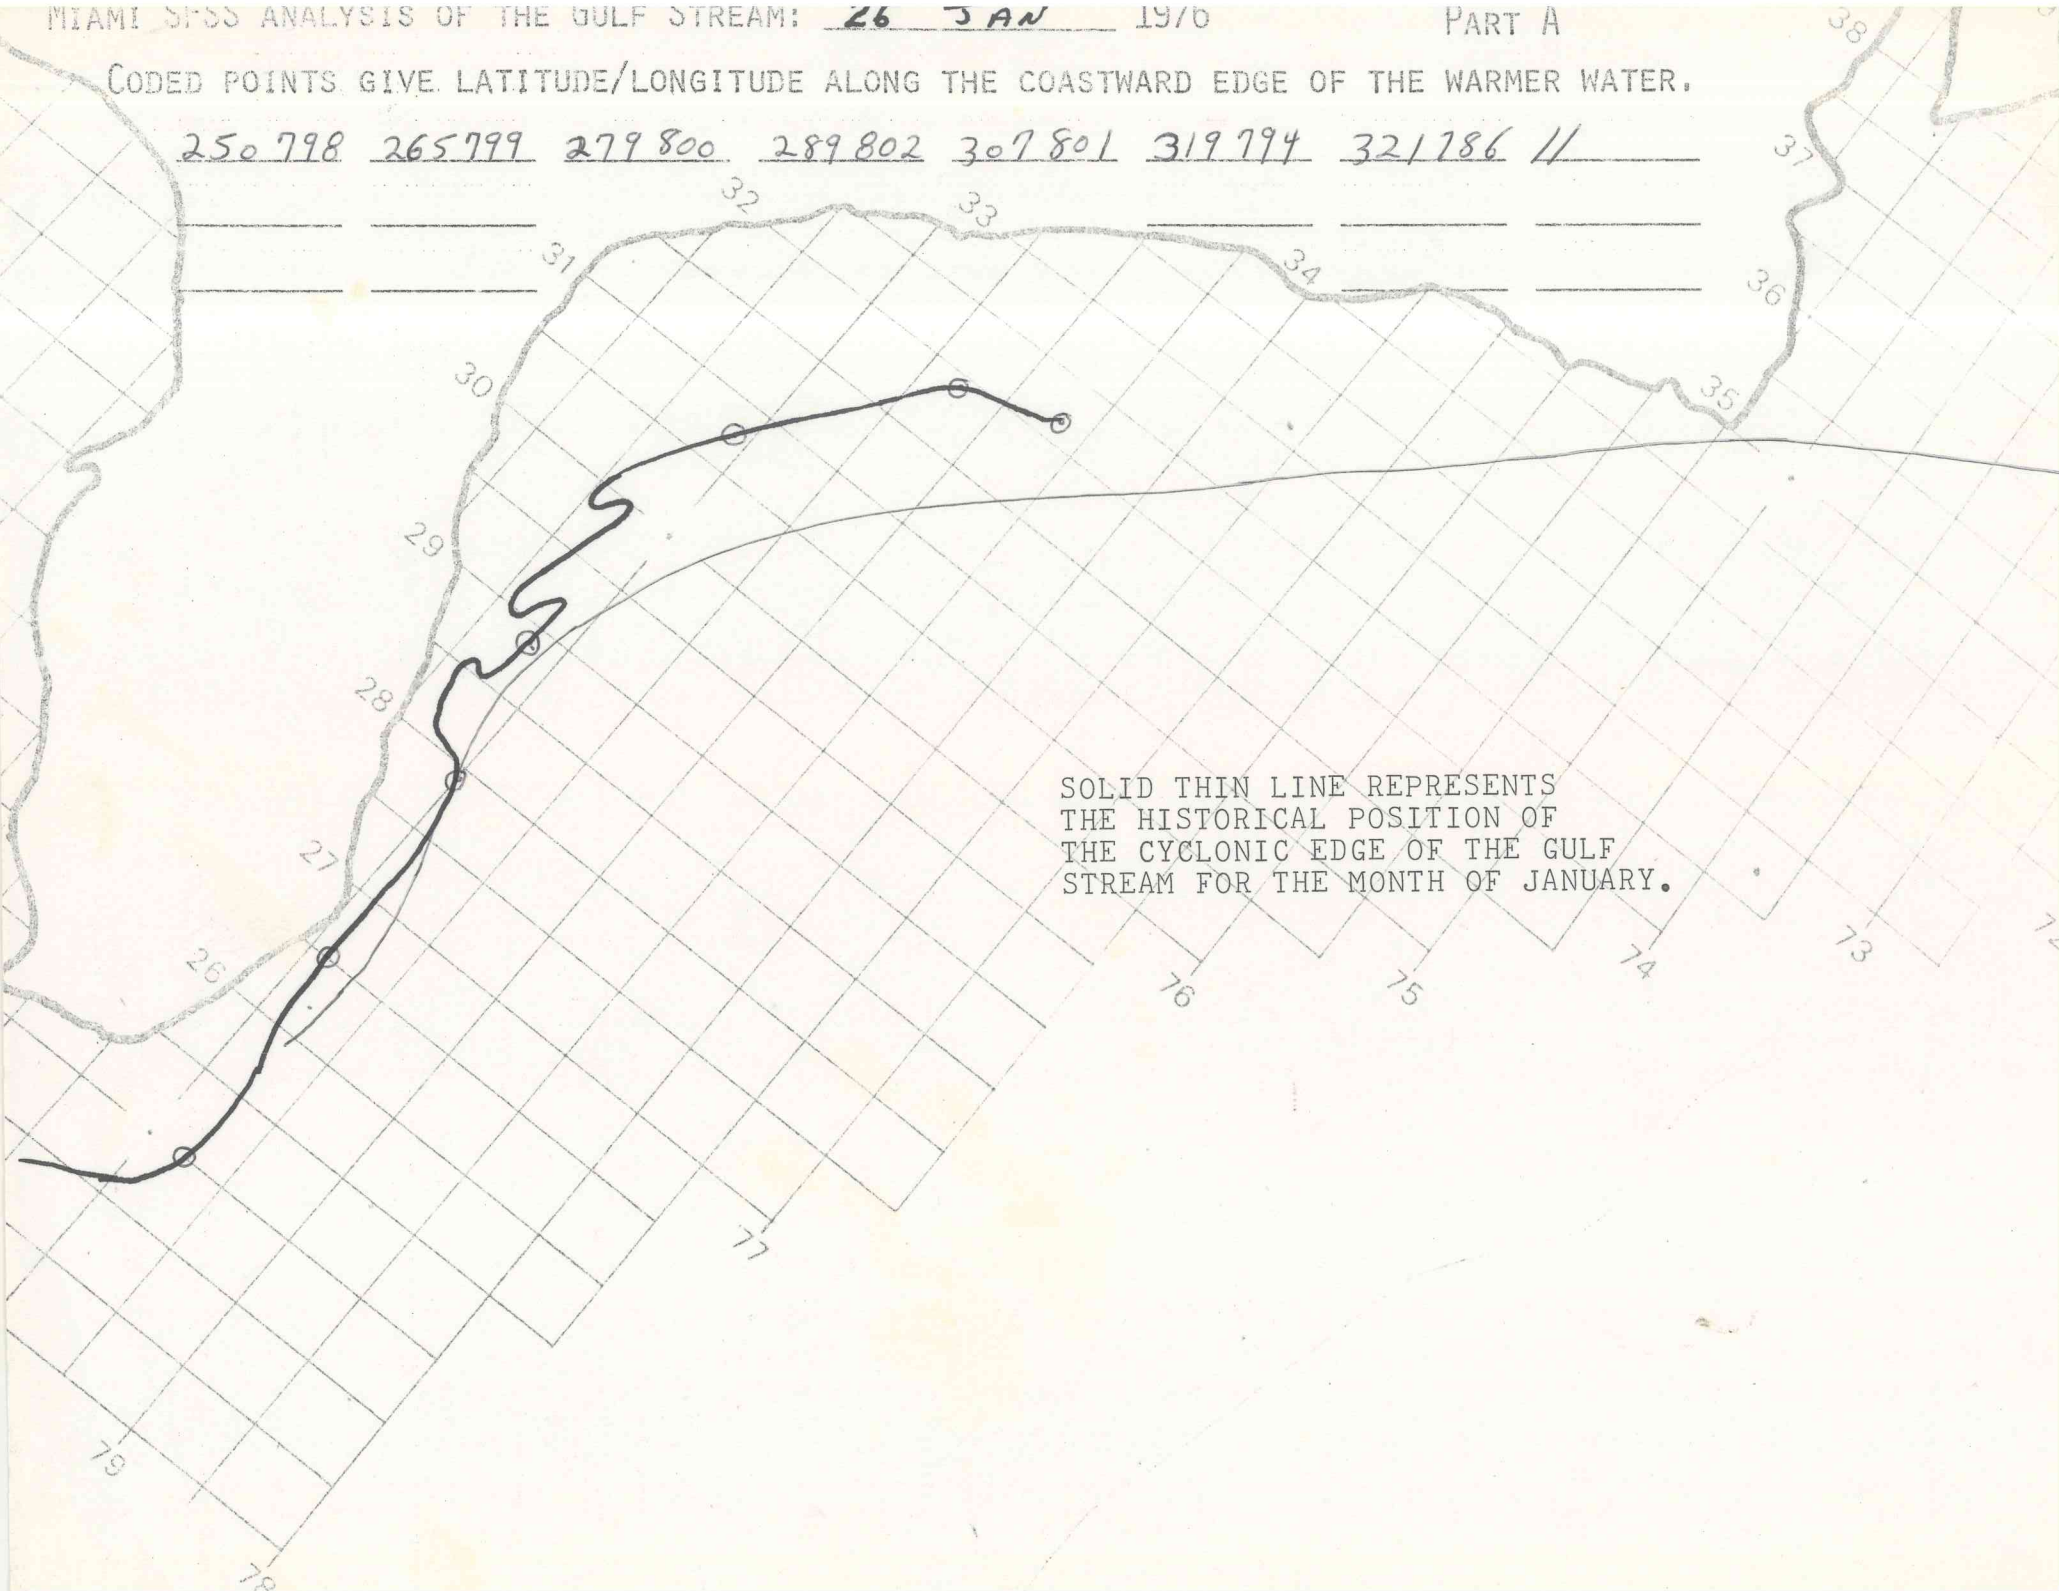 MIAMI SFSS ANALYSIS OF THE GULF STREAM: 26 JAN 1976 PART A
CODED POINTS GIVE LATITUDE/LONGITUDE ALONG THE COASTWARD EDGE OF THE WARMER WATER.
250798 265799 279800 289802 307801 319794 321786 //
38
37
36
35
34
33
32
31
30
29
28
27
26
SOLID THIN LINE REPRESENTS
THE HISTORICAL POSITION OF
THE CYCLONIC EDGE OF THE GULF
STREAM FOR THE MONTH OF JANUARY.
73
74
75
76
77
79
78